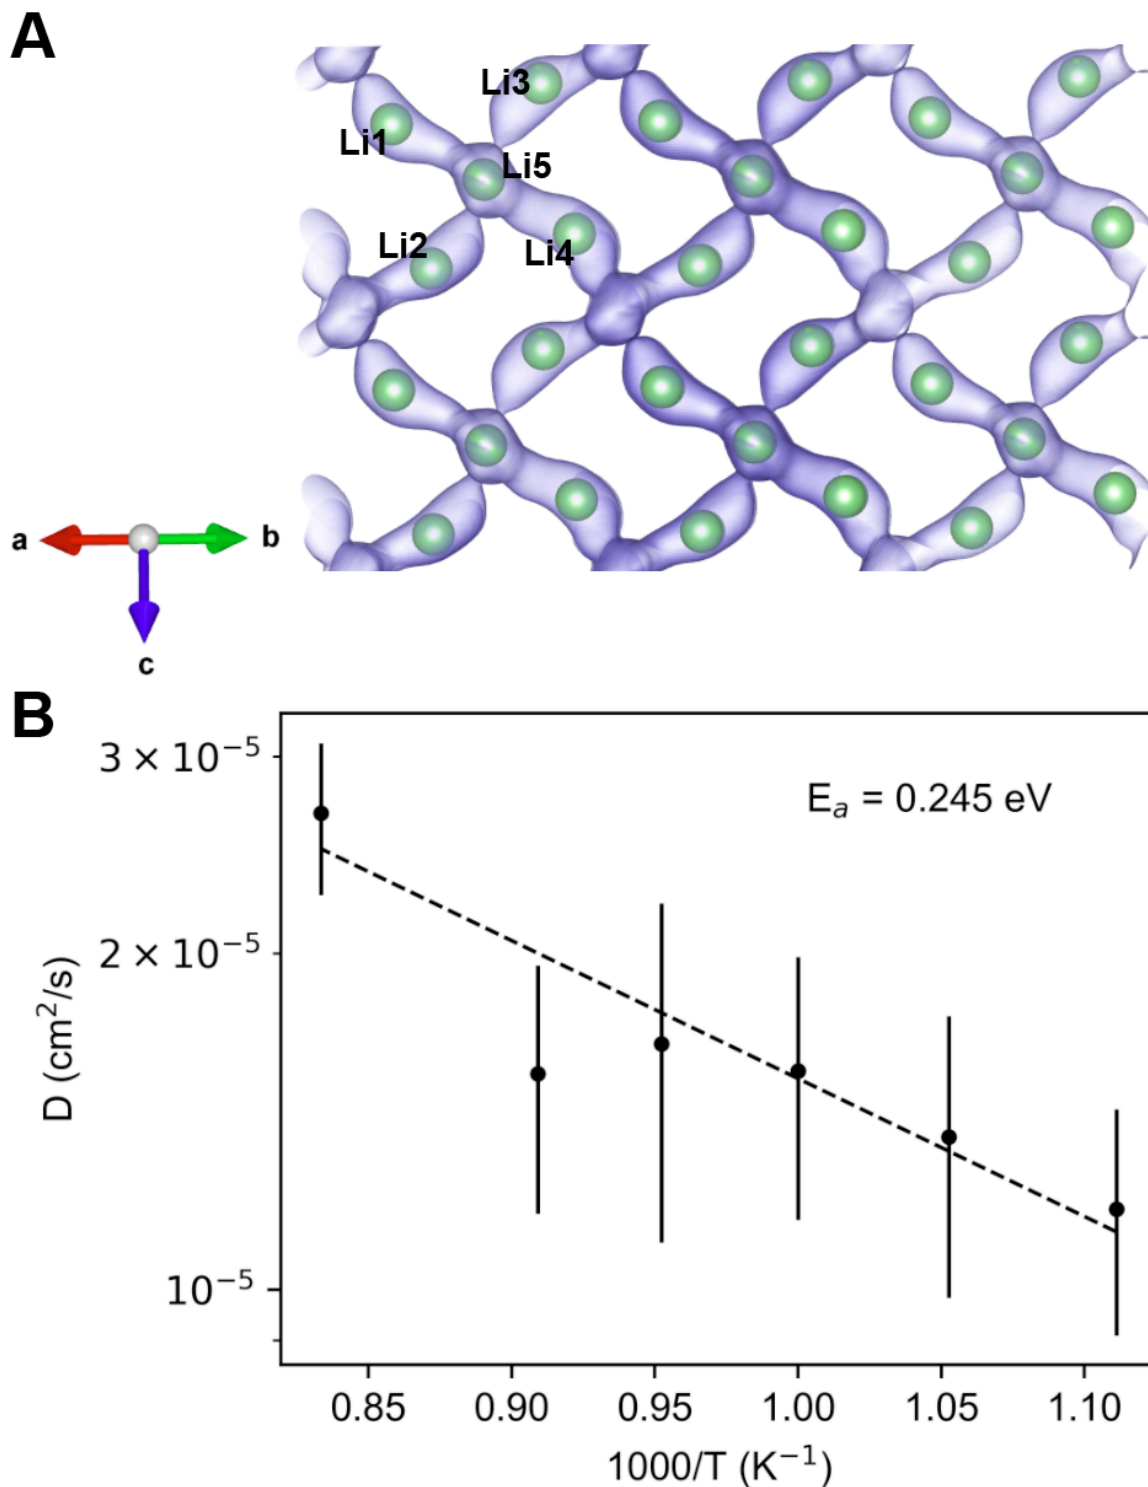 A
Li3
Li1
Li5
Li2
Li4
a
b
c
B
3 × 10⁻⁵
Eₐ = 0.245 eV
2 × 10⁻⁵
D (cm²/s)
10⁻⁵
0.85 0.90 0.95 1.00 1.05 1.10
1000/T (K⁻¹)